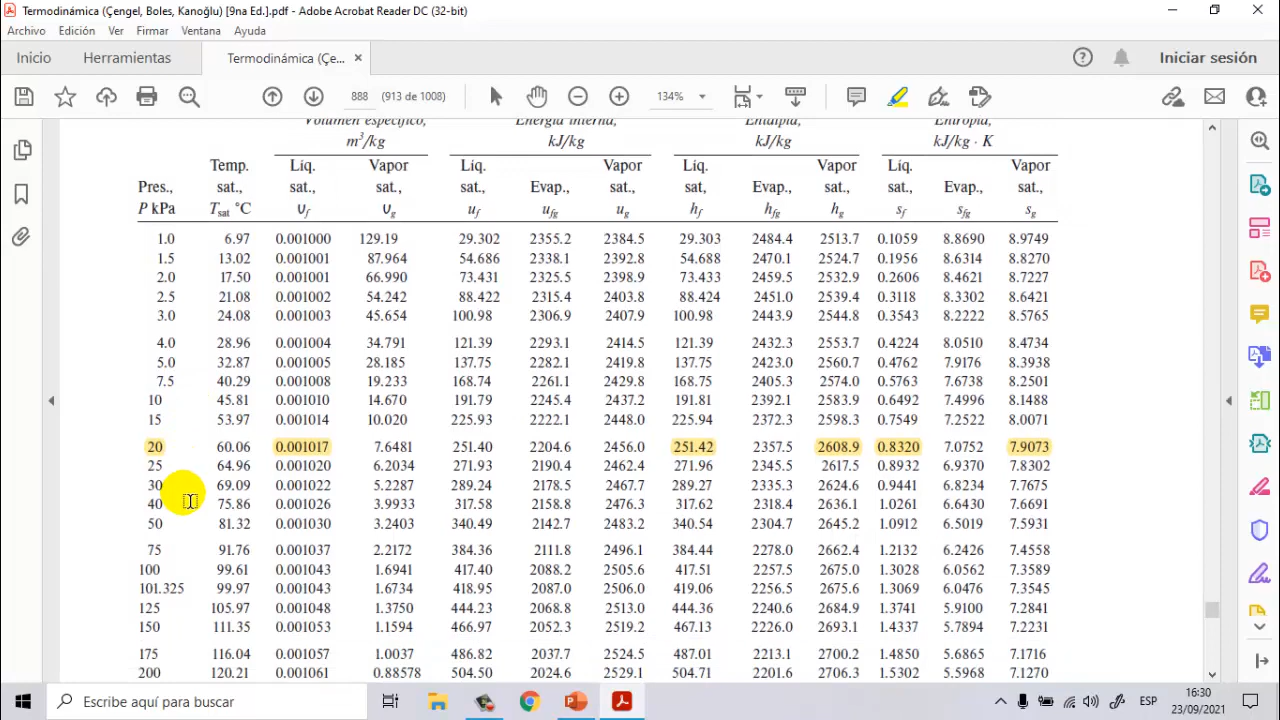 Termodinámica (Çengel, Boles, Kanoğlu) [9na Ed.].pdf - Adobe Acrobat Reader DC (32-bit)
Archivo Edición Ver Firmar Ventana Ayuda
Inicio Herramientas Termodinámica (Çe... × Iniciar sesión
888 (913 de 1008) 134%
Volumen específico, Energía interna, Entalpía, Entropía,
m³/kg kJ/kg kJ/kg kJ/kg · K
Temp. Liq. Vapor Liq. Vapor Liq. Vapor Liq. Vapor
Pres., sat., sat., sat., sat., Evap., sat., sat, Evap., sat., sat., Evap., sat.,
P kPa Tsat °C υf υg uf ufg ug hf hfg hg sf sfg sg
1.0 6.97 0.001000 129.19 29.302 2355.2 2384.5 29.303 2484.4 2513.7 0.1059 8.8690 8.9749
1.5 13.02 0.001001 87.964 54.686 2338.1 2392.8 54.688 2470.1 2524.7 0.1956 8.6314 8.8270
2.0 17.50 0.001001 66.990 73.431 2325.5 2398.9 73.433 2459.5 2532.9 0.2606 8.4621 8.7227
2.5 21.08 0.001002 54.242 88.422 2315.4 2403.8 88.424 2451.0 2539.4 0.3118 8.3302 8.6421
3.0 24.08 0.001003 45.654 100.98 2306.9 2407.9 100.98 2443.9 2544.8 0.3543 8.2222 8.5765
4.0 28.96 0.001004 34.791 121.39 2293.1 2414.5 121.39 2432.3 2553.7 0.4224 8.0510 8.4734
5.0 32.87 0.001005 28.185 137.75 2282.1 2419.8 137.75 2423.0 2560.7 0.4762 7.9176 8.3938
7.5 40.29 0.001008 19.233 168.74 2261.1 2429.8 168.75 2405.3 2574.0 0.5763 7.6738 8.2501
10 45.81 0.001010 14.670 191.79 2245.4 2437.2 191.81 2392.1 2583.9 0.6492 7.4996 8.1488
15 53.97 0.001014 10.020 225.93 2222.1 2448.0 225.94 2372.3 2598.3 0.7549 7.2522 8.0071
20 60.06 0.001017 7.6481 251.40 2204.6 2456.0 251.42 2357.5 2608.9 0.8320 7.0752 7.9073
25 64.96 0.001020 6.2034 271.93 2190.4 2462.4 271.96 2345.5 2617.5 0.8932 6.9370 7.8302
30 69.09 0.001022 5.2287 289.24 2178.5 2467.7 289.27 2335.3 2624.6 0.9441 6.8234 7.7675
40 75.86 0.001026 3.9933 317.58 2158.8 2476.3 317.62 2318.4 2636.1 1.0261 6.6430 7.6691
50 81.32 0.001030 3.2403 340.49 2142.7 2483.2 340.54 2304.7 2645.2 1.0912 6.5019 7.5931
75 91.76 0.001037 2.2172 384.36 2111.8 2496.1 384.44 2278.0 2662.4 1.2132 6.2426 7.4558
100 99.61 0.001043 1.6941 417.40 2088.2 2505.6 417.51 2257.5 2675.0 1.3028 6.0562 7.3589
101.325 99.97 0.001043 1.6734 418.95 2087.0 2506.0 419.06 2256.5 2675.6 1.3069 6.0476 7.3545
125 105.97 0.001048 1.3750 444.23 2068.8 2513.0 444.36 2240.6 2684.9 1.3741 5.9100 7.2841
150 111.35 0.001053 1.1594 466.97 2052.3 2519.2 467.13 2226.0 2693.1 1.4337 5.7894 7.2231
175 116.04 0.001057 1.0037 486.82 2037.7 2524.5 487.01 2213.1 2700.2 1.4850 5.6865 7.1716
200 120.21 0.001061 0.88578 504.50 2024.6 2529.1 504.71 2201.6 2706.3 1.5302 5.5968 7.1270
Escribe aquí para buscar ESP 16:30
23/09/2021